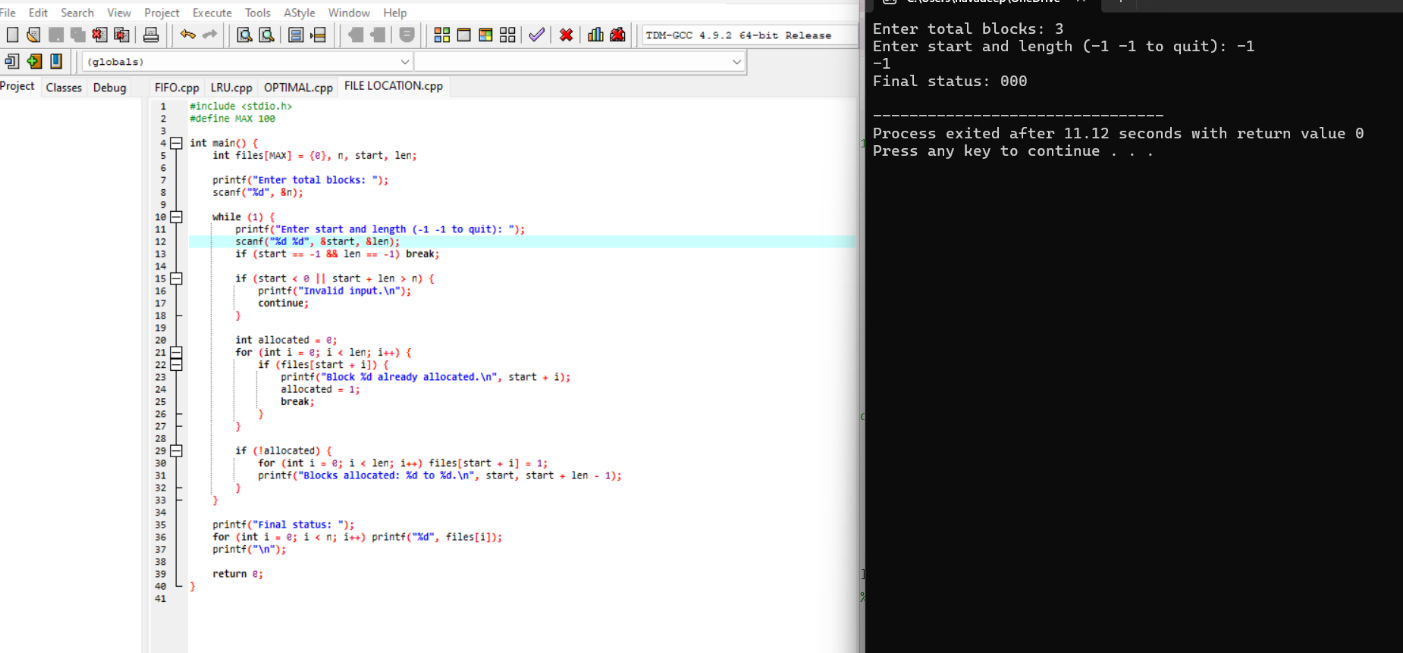 File Edit Search View Project Execute Tools AStyle Window Help
TDM-GCC 4.9.2 64-bit Release
(globals)
Project Classes Debug
FIFO.cpp LRU.cpp OPTIMAL.cpp FILE LOCATION.cpp
1 #include <stdio.h>
2 #define MAX 100
3
4 int main() {
5 int files[MAX] = {0}, n, start, len;
6
7 printf("Enter total blocks: ");
8 scanf("%d", &n);
9
10 while (1) {
11 printf("Enter start and length (-1 -1 to quit): ");
12 scanf("%d %d", &start, &len);
13 if (start == -1 && len == -1) break;
14
15 if (start < 0 || start + len > n) {
16 printf("Invalid input.\n");
17 continue;
18 }
19
20 int allocated = 0;
21 for (int i = 0; i < len; i++) {
22 if (files[start + i]) {
23 printf("Block %d already allocated.\n", start + i);
24 allocated = 1;
25 break;
26 }
27 }
28
29 if (!allocated) {
30 for (int i = 0; i < len; i++) files[start + i] = 1;
31 printf("Blocks allocated: %d to %d.\n", start, start + len - 1);
32 }
33 }
34
35 printf("Final status: ");
36 for (int i = 0; i < n; i++) printf("%d", files[i]);
37 printf("\n");
38
39 return 0;
40 }
41
Enter total blocks: 3
Enter start and length (-1 -1 to quit): -1
-1
Final status: 000
--------------------------------
Process exited after 11.12 seconds with return value 0
Press any key to continue . . .